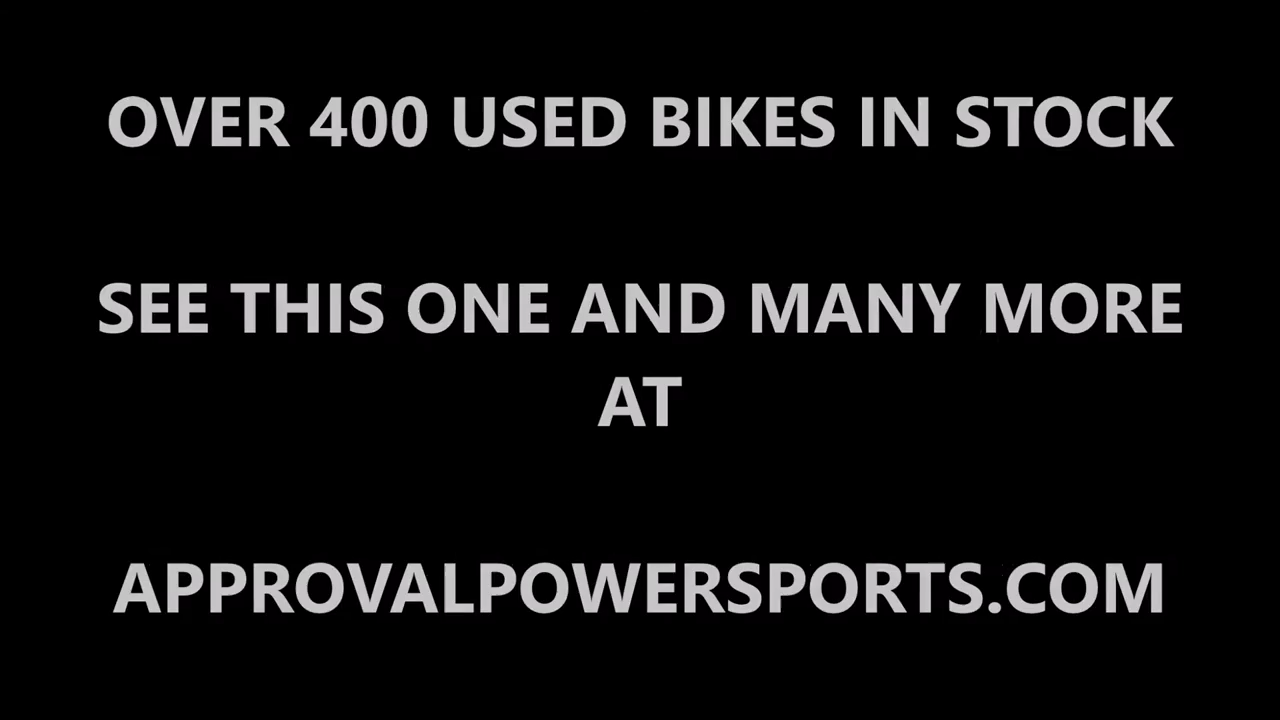 OVER 400 USED BIKES IN STOCK
SEE THIS ONE AND MANY MORE
AT
APPROVALPOWERSPORTS.COM